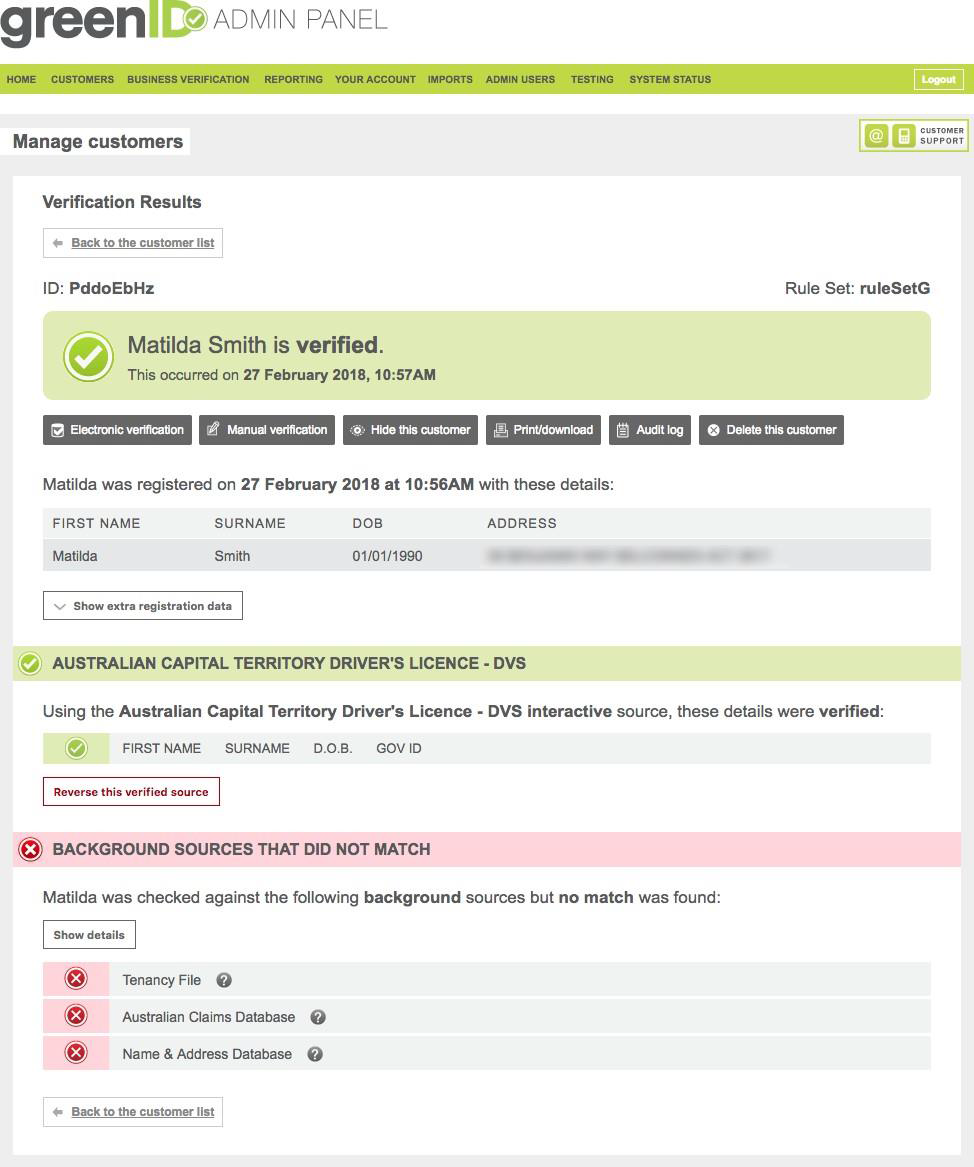 greenID ADMIN PANEL
HOME CUSTOMERS BUSINESS VERIFICATION REPORTING YOUR ACCOUNT IMPORTS ADMIN USERS TESTING SYSTEM STATUS Logout
Manage customers
@ CUSTOMER
SUPPORT
Verification Results
Back to the customer list
ID: PddoEbHz Rule Set: ruleSetG
Matilda Smith is verified.
This occurred on 27 February 2018, 10:57AM
Electronic verification Manual verification Hide this customer Print/download Audit log Delete this customer
Matilda was registered on 27 February 2018 at 10:56AM with these details:
FIRST NAME SURNAME DOB ADDRESS
Matilda Smith 01/01/1990
Show extra registration data
AUSTRALIAN CAPITAL TERRITORY DRIVER'S LICENCE - DVS
Using the Australian Capital Territory Driver's Licence - DVS interactive source, these details were verified:
FIRST NAME SURNAME D.O.B. GOV ID
Reverse this verified source
BACKGROUND SOURCES THAT DID NOT MATCH
Matilda was checked against the following background sources but no match was found:
Show details
Tenancy File ?
Australian Claims Database ?
Name & Address Database ?
Back to the customer list